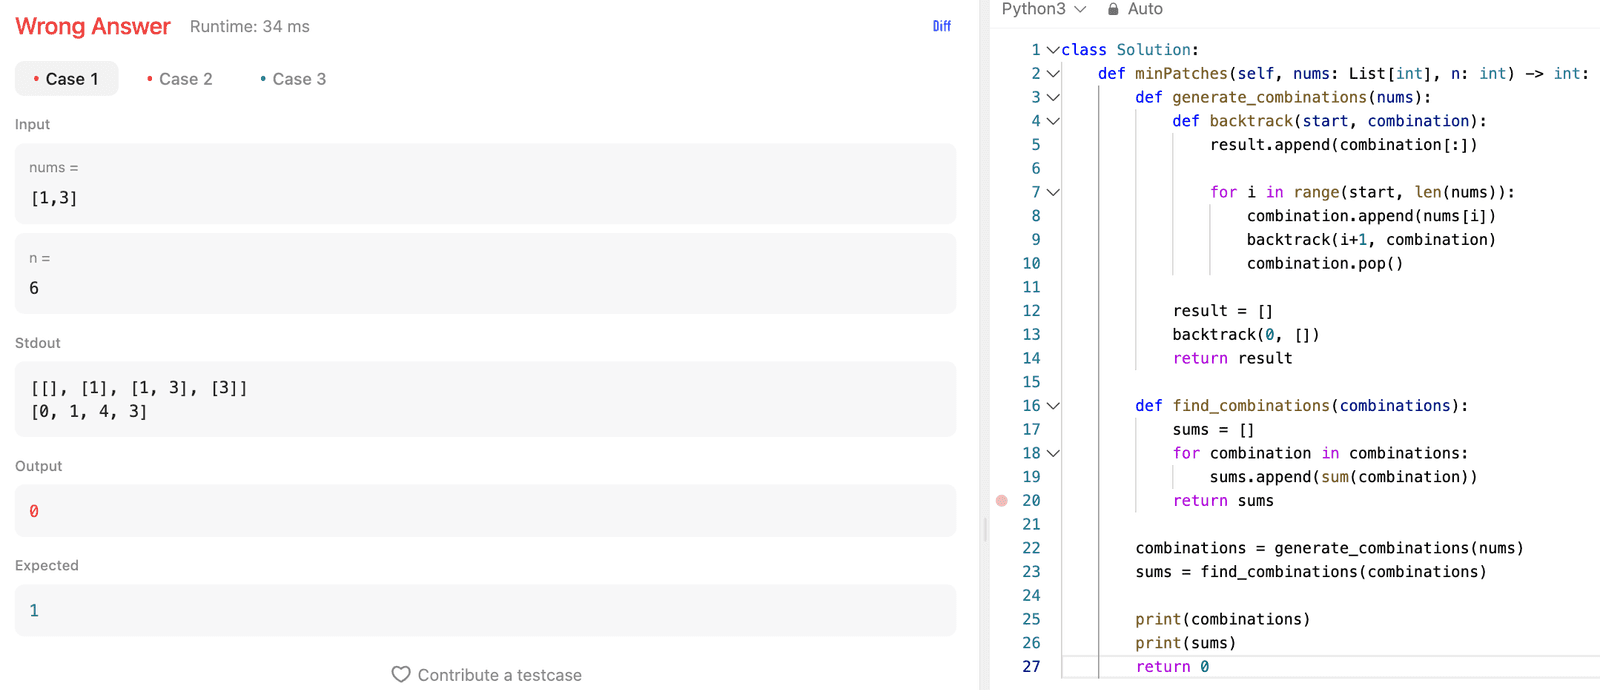 Wrong Answer Runtime: 34 ms Diff
Case 1 Case 2 Case 3
Input
nums =
[1,3]
n =
6
Stdout
[[], [1], [1, 3], [3]]
[0, 1, 4, 3]
Output
0
Expected
1
Contribute a testcase
Python3 Auto
1 class Solution:
2 def minPatches(self, nums: List[int], n: int) -> int:
3 def generate_combinations(nums):
4 def backtrack(start, combination):
5 result.append(combination[:])
6
7 for i in range(start, len(nums)):
8 combination.append(nums[i])
9 backtrack(i+1, combination)
10 combination.pop()
11
12 result = []
13 backtrack(0, [])
14 return result
15
16 def find_combinations(combinations):
17 sums = []
18 for combination in combinations:
19 sums.append(sum(combination))
20 return sums
21
22 combinations = generate_combinations(nums)
23 sums = find_combinations(combinations)
24
25 print(combinations)
26 print(sums)
27 return 0